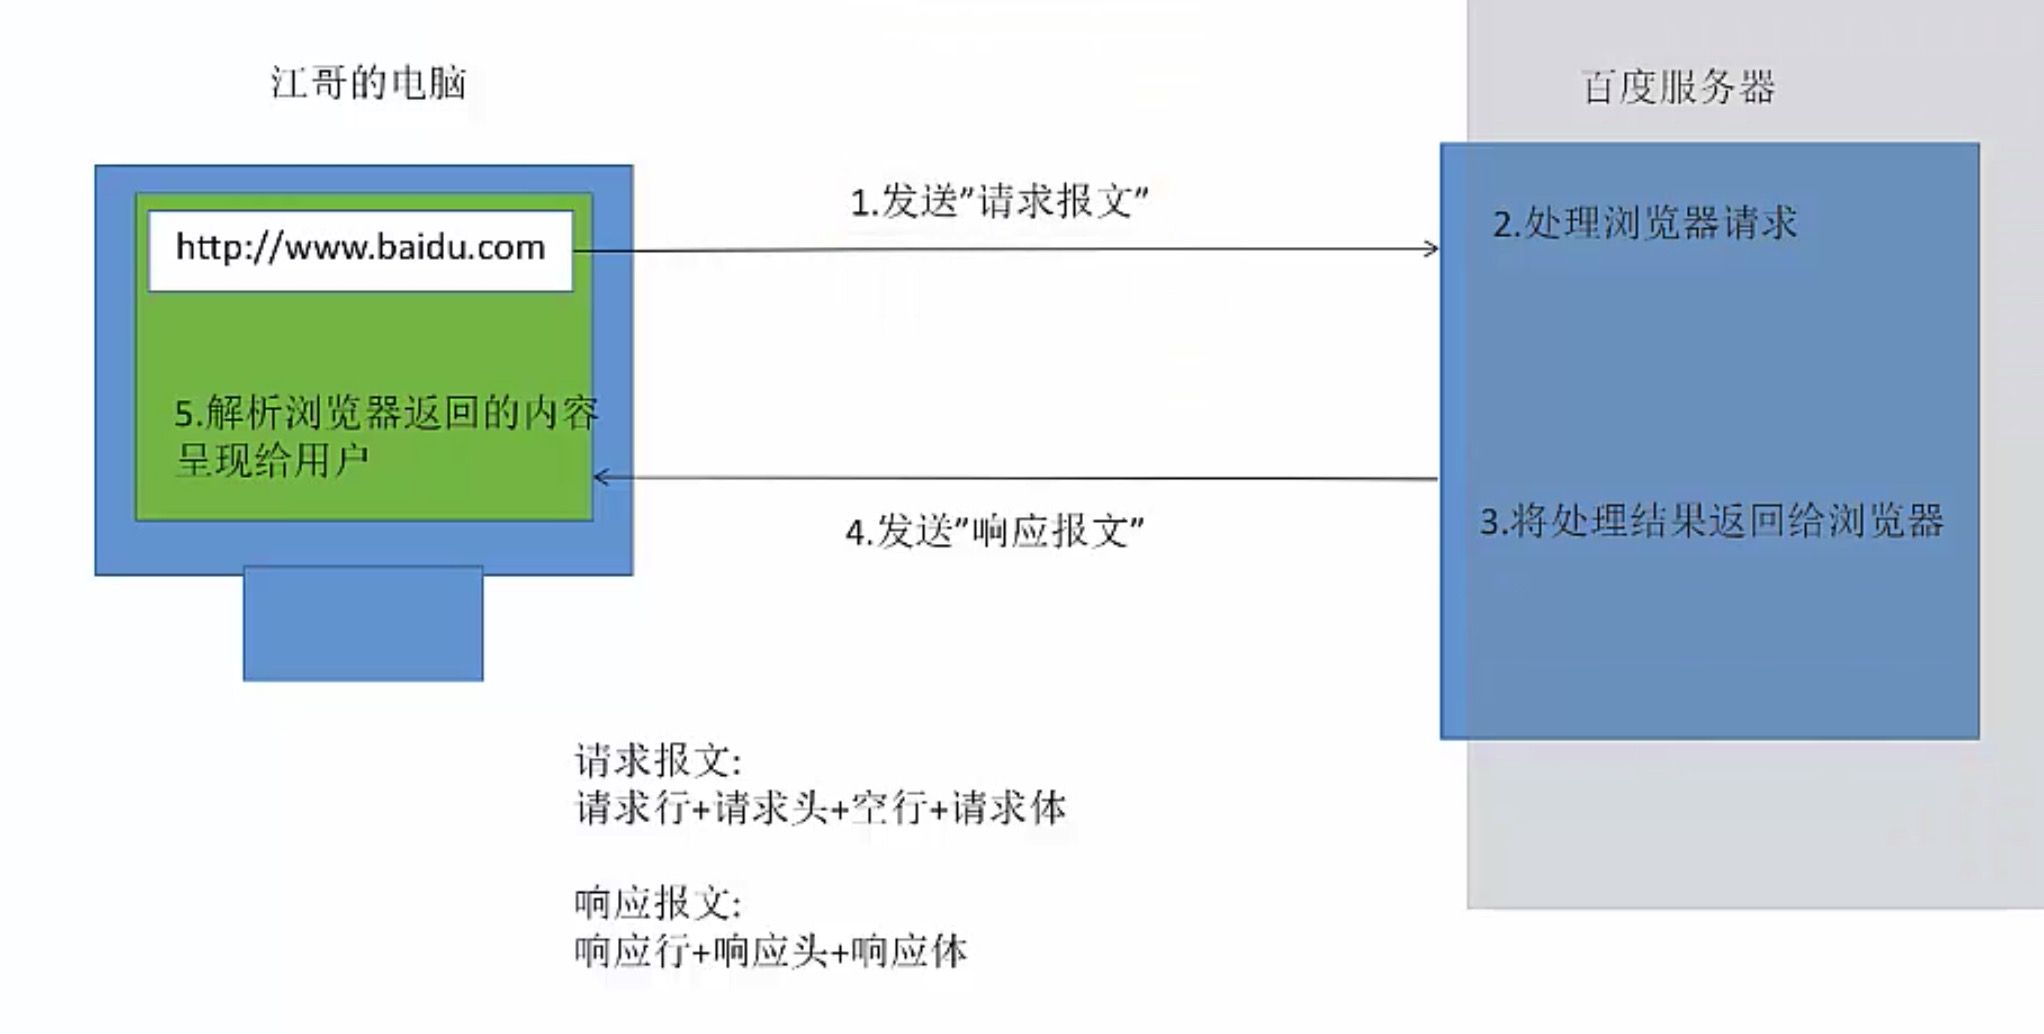 江哥的电脑
百度服务器
http://www.baidu.com
1.发送”请求报文”
2.处理浏览器请求
5.解析浏览器返回的内容
呈现给用户
4.发送”响应报文”
3.将处理结果返回给浏览器
请求报文:
请求行+请求头+空行+请求体
响应报文:
响应行+响应头+响应体